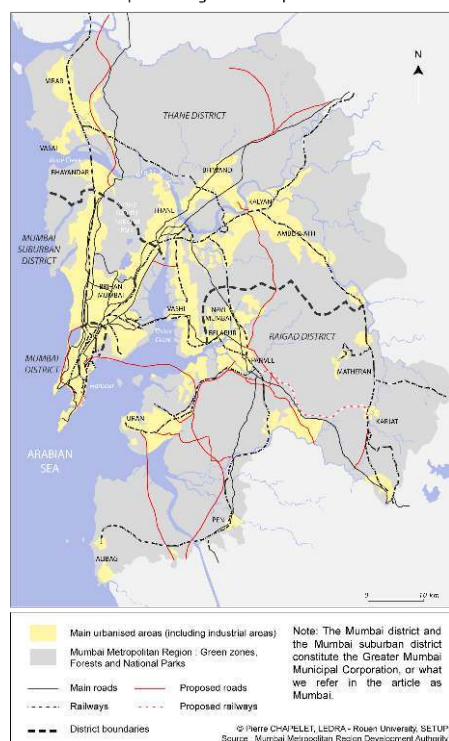 N
VIRAR
THANE DISTRICT
VASAI
BHAYANDAR
BHIWANDI
THANE
KALYAN
AMBERNATH
MUMBAI
SUBURBAN
DISTRICT
MUMBAI
VASHI
NAVI
MUMBAI
BELAPUR
RAIGAD DISTRICT
PANVEL
MATHERAN
MUMBAI
DISTRICT
KARJAT
URAN
ARABIAN
SEA
PEN
ALIBAG
0 10 km
Main urbanised areas (including industrial areas)
Mumbai Metropolitan Region : Green zones,
Forests and National Parks
Main roads
Proposed roads
Railways
Proposed railways
District boundaries
Note: The Mumbai district and
the Mumbai suburban district
constitute the Greater Mumbai
Municipal Corporation, or what
we refer in the article as
Mumbai.
© Pierre CHAPELET, LEDRA - Rouen University, SETUP
Source : Mumbai Metropolitan Region Development Authority